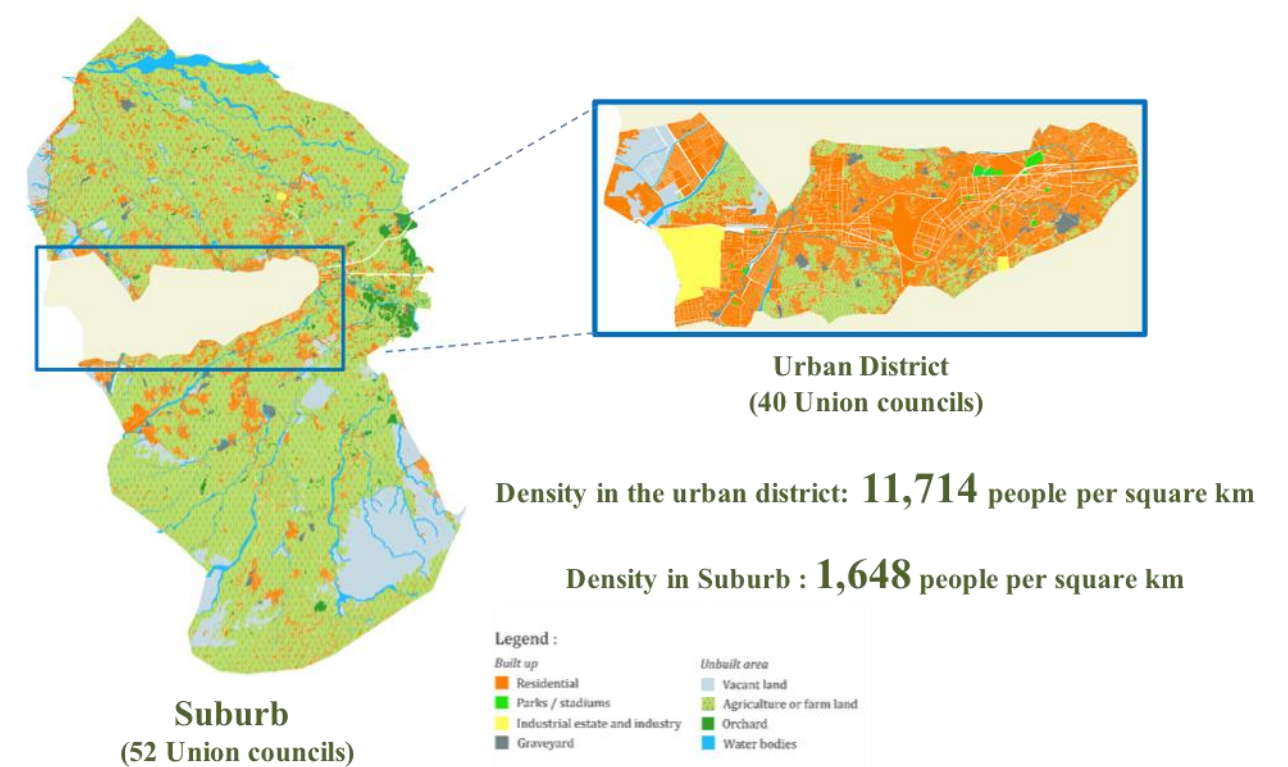 Urban District
(40 Union councils)
Density in the urban district: 11,714 people per square km
Density in Suburb : 1,648 people per square km
Legend :
Built up
Residential
Parks / stadiums
Industrial estate and industry
Graveyard
Unbuilt area
Vacant land
Agriculture or farm land
Orchard
Water bodies
Suburb
(52 Union councils)